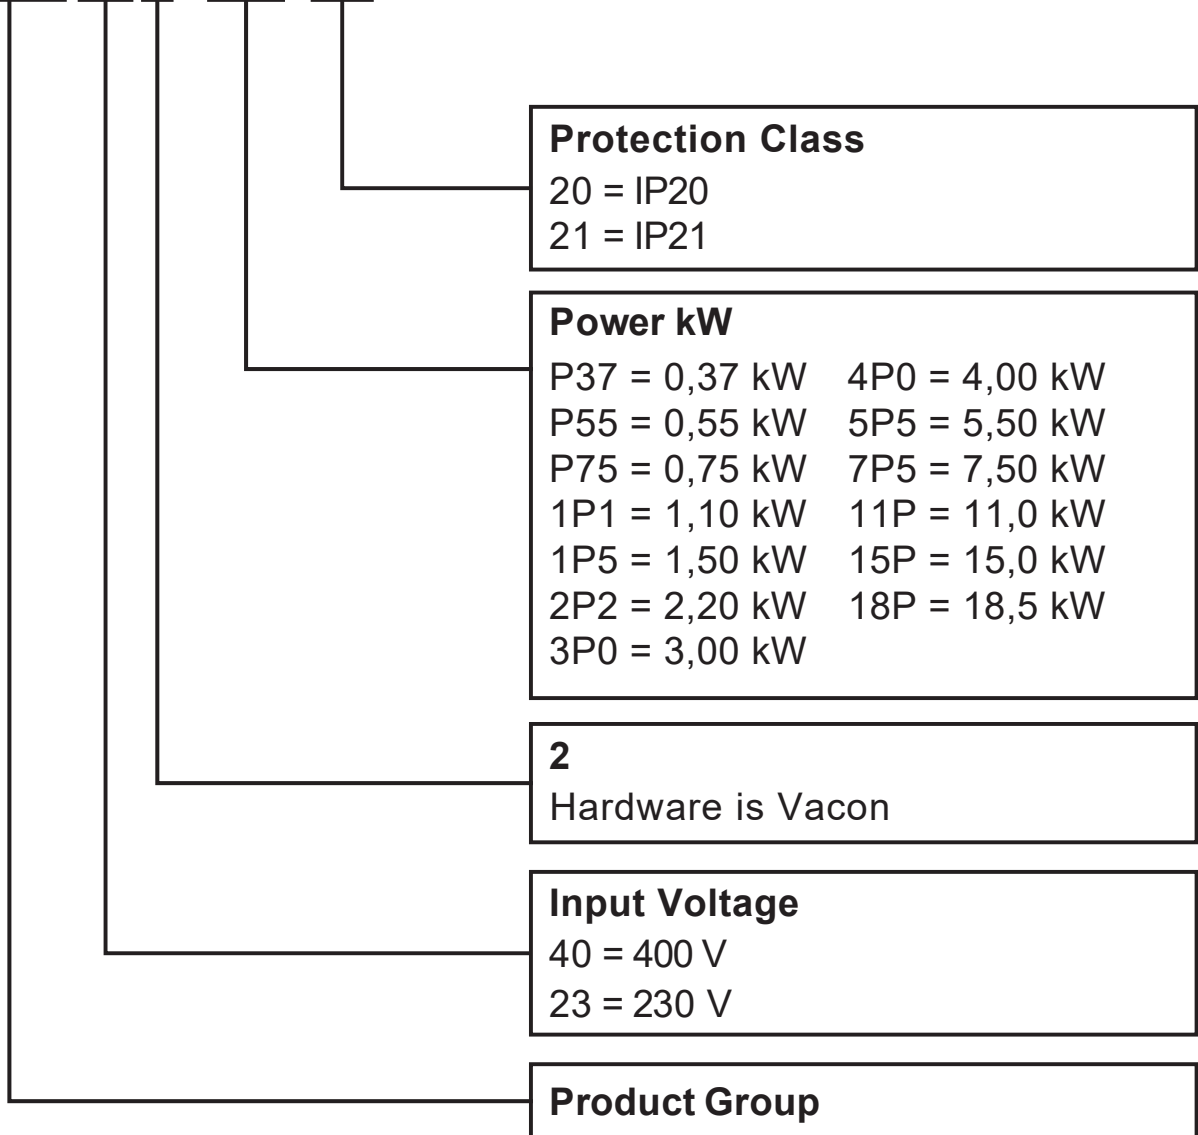 Protection Class
20 = IP20
21 = IP21
Power kW
P37 = 0,37 kW 4P0 = 4,00 kW
P55 = 0,55 kW 5P5 = 5,50 kW
P75 = 0,75 kW 7P5 = 7,50 kW
1P1 = 1,10 kW 11P = 11,0 kW
1P5 = 1,50 kW 15P = 15,0 kW
2P2 = 2,20 kW 18P = 18,5 kW
3P0 = 3,00 kW
2
Hardware is Vacon
Input Voltage
40 = 400 V
23 = 230 V
Product Group